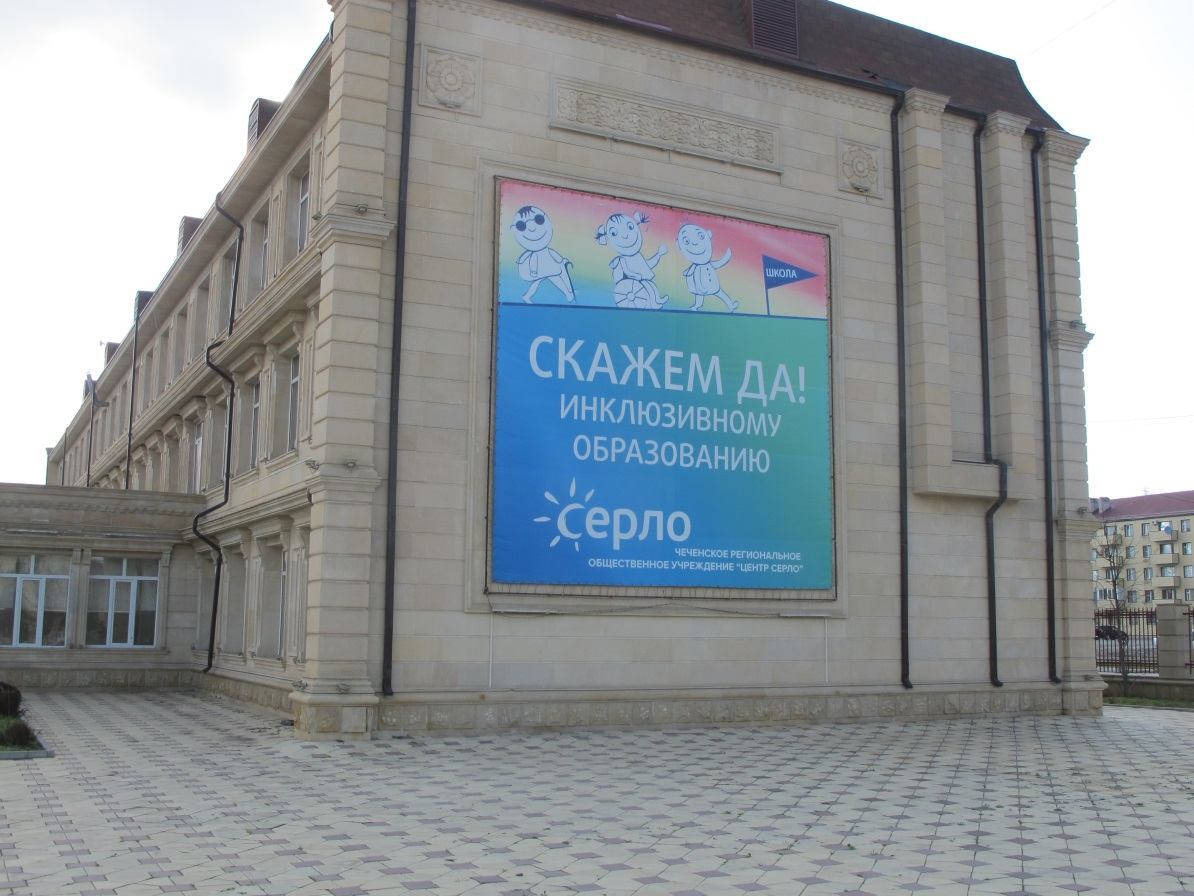 ШКОЛА
СКАЖЕМ ДА!
ИНКЛЮЗИВНОМУ
ОБРАЗОВАНИЮ
серло
ЧЕЧЕНСКОЕ РЕГИОНАЛЬНОЕ
ОБЩЕСТВЕННОЕ УЧРЕЖДЕНИЕ "ЦЕНТР СЕРЛО"